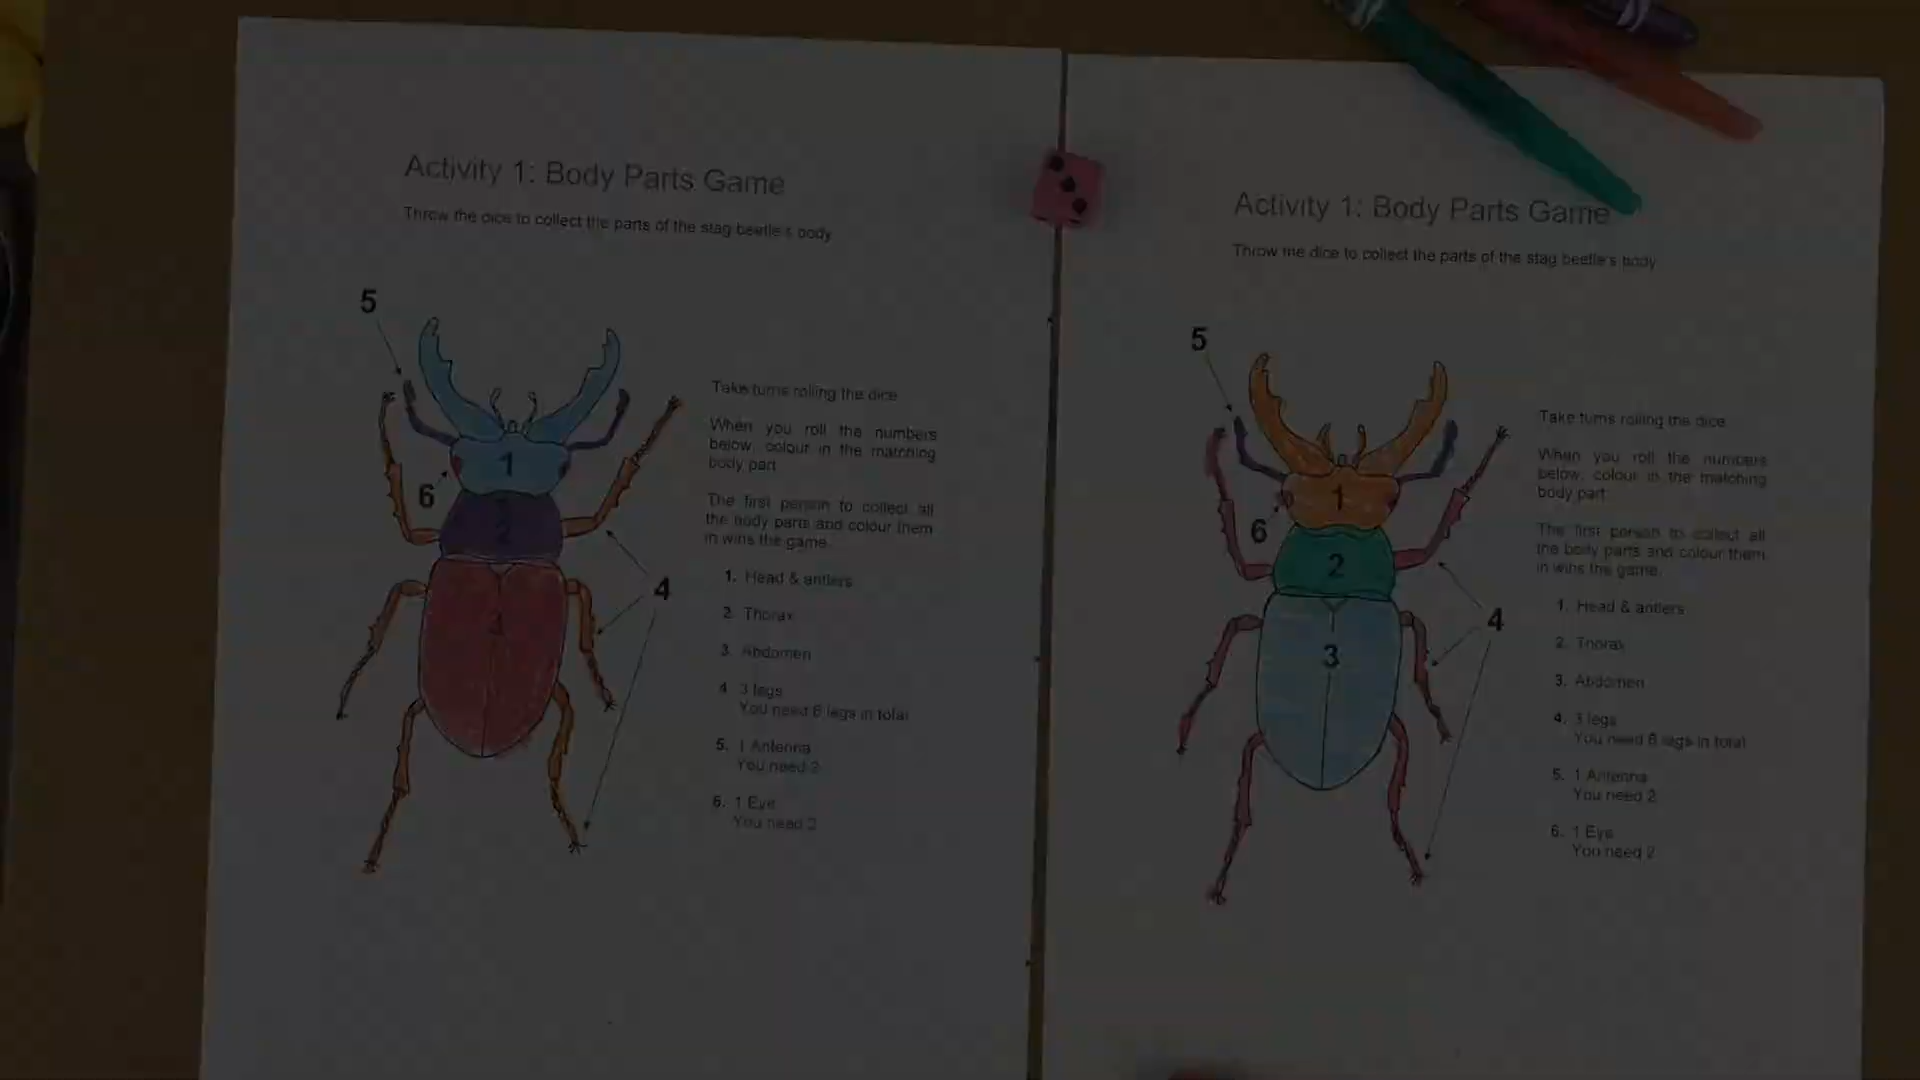 Activity 1: Body Parts Game
Throw the dice to collect the parts of the stag beetle's body
5
1
6
2
3
4
Take turns rolling the dice
When you roll the numbers
below, colour in the matching
body part
The first person to collect all
the body parts and colour them
in wins the game.
1. Head & antlers
2. Thorax
3. Abdomen
4. 3 legs
You need 6 legs in total
5. 1 Antenna
You need 2
6. 1 Eye
You need 2
Activity 1: Body Parts Game
Throw the dice to collect the parts of the stag beetle's body
5
1
6
2
3
4
Take turns rolling the dice
When you roll the numbers
below, colour in the matching
body part
The first person to collect all
the body parts and colour them
in wins the game.
1. Head & antlers
2. Thorax
3. Abdomen
4. 3 legs
You need 6 legs in total
5. 1 Antenna
You need 2
6. 1 Eye
You need 2